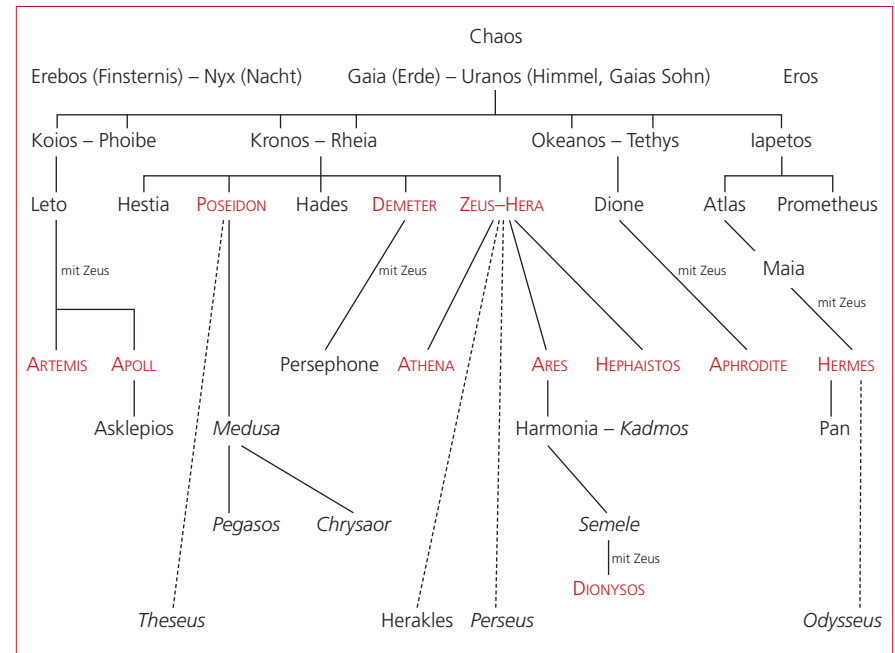 Chaos
Erebos (Finsternis) – Nyx (Nacht) Gaia (Erde) – Uranos (Himmel, Gaias Sohn) Eros
Koios – Phoibe Kronos – Rheia Okeanos – Tethys Iapetos
Leto Hestia POSEIDON Hades DEMETER ZEUS–HERA Dione Atlas Prometheus
mit Zeus mit Zeus mit Zeus Maia
mit Zeus
ARTEMIS APOLL Persephone ATHENA ARES HEPHAISTOS APHRODITE HERMES
Asklepios Medusa Harmonia – Kadmos Pan
Pegasos Chrysaor Semele
mit Zeus
DIONYSOS
Theseus Herakles Perseus Odysseus